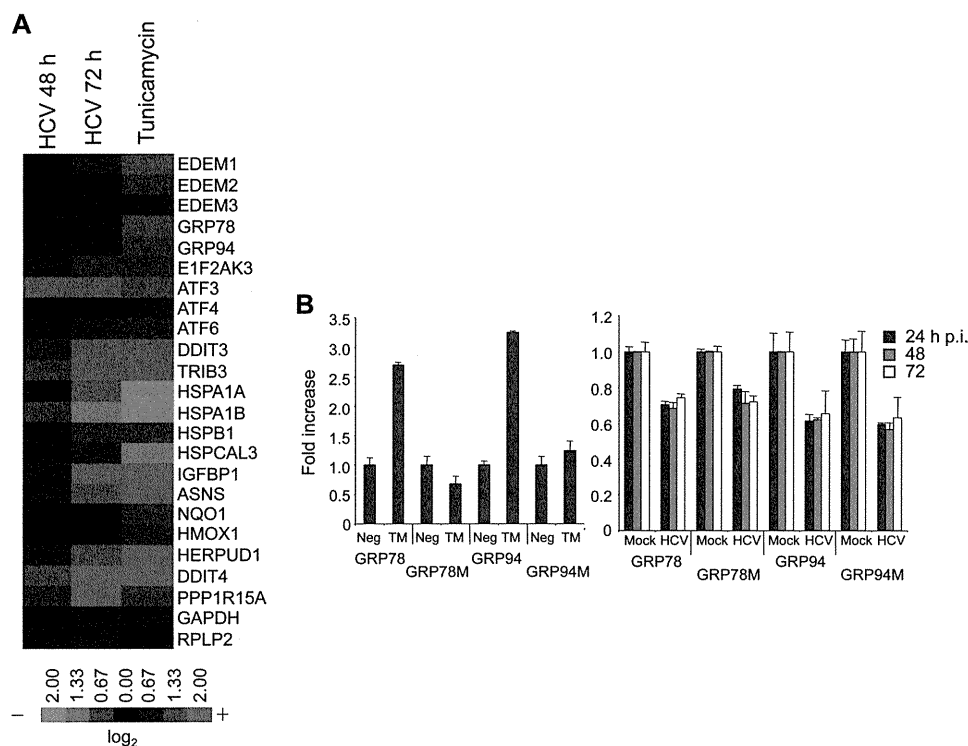 A
HCV 48 h
HCV 72 h
Tunicamycin
EDEM1
EDEM2
EDEM3
GRP78
GRP94
E1F2AK3
ATF3
ATF4
ATF6
DDIT3
TRIB3
HSPA1A
HSPA1B
HSPB1
HSPCAL3
IGFBP1
ASNS
NQO1
HMOX1
HERPUD1
DDIT4
PPP1R15A
GAPDH
RPLP2
2.00 1.33 0.67 0.00 0.67 1.33 2.00
– +
log2
B
Fold increase
3.5
3.0
2.5
2.0
1.5
1.0
0.5
0
Neg TM Neg TM Neg TM Neg TM
GRP78 GRP78M GRP94 GRP94M
1.2
1.0
0.8
0.6
0.4
0.2
0
Mock HCV Mock HCV Mock HCV Mock HCV
GRP78 GRP78M GRP94 GRP94M
24 h p.i.
48
72